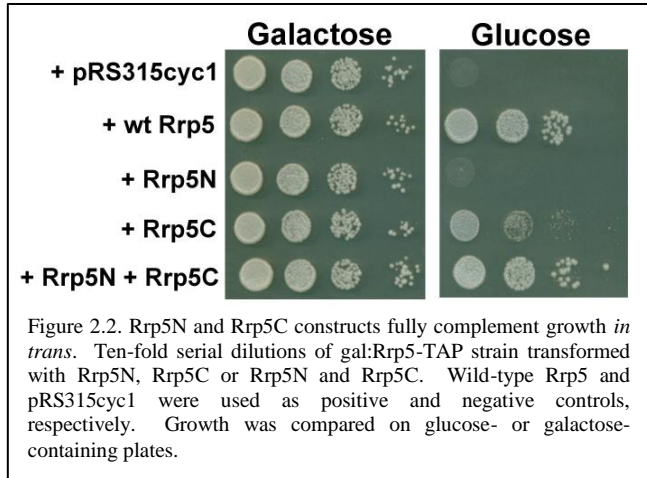 Galactose Glucose
+ pRS315cyc1
+ wt Rrp5
+ Rrp5N
+ Rrp5C
+ Rrp5N + Rrp5C
Figure 2.2. Rrp5N and Rrp5C constructs fully complement growth in
trans. Ten-fold serial dilutions of gal:Rrp5-TAP strain transformed
with Rrp5N, Rrp5C or Rrp5N and Rrp5C. Wild-type Rrp5 and
pRS315cyc1 were used as positive and negative controls,
respectively. Growth was compared on glucose- or galactose-
containing plates.